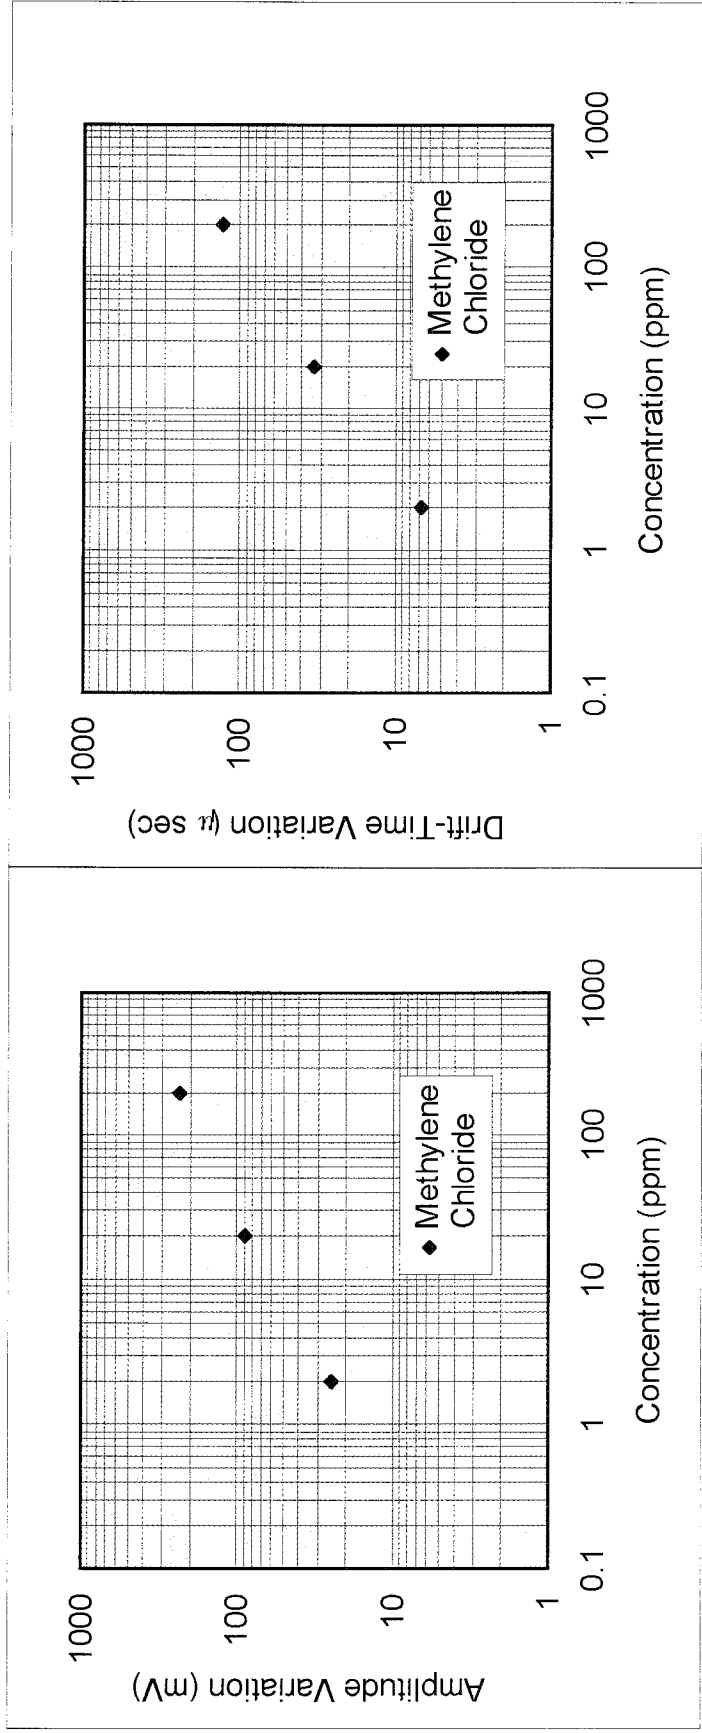 Amplitude Variation (mV)
1000
100
10
1
0.1
1
10
100
1000
Concentration (ppm)
Methylene
Chloride
Drift-Time Variation (μ sec)
1000
100
10
1
0.1
1
10
100
1000
Concentration (ppm)
Methylene
Chloride